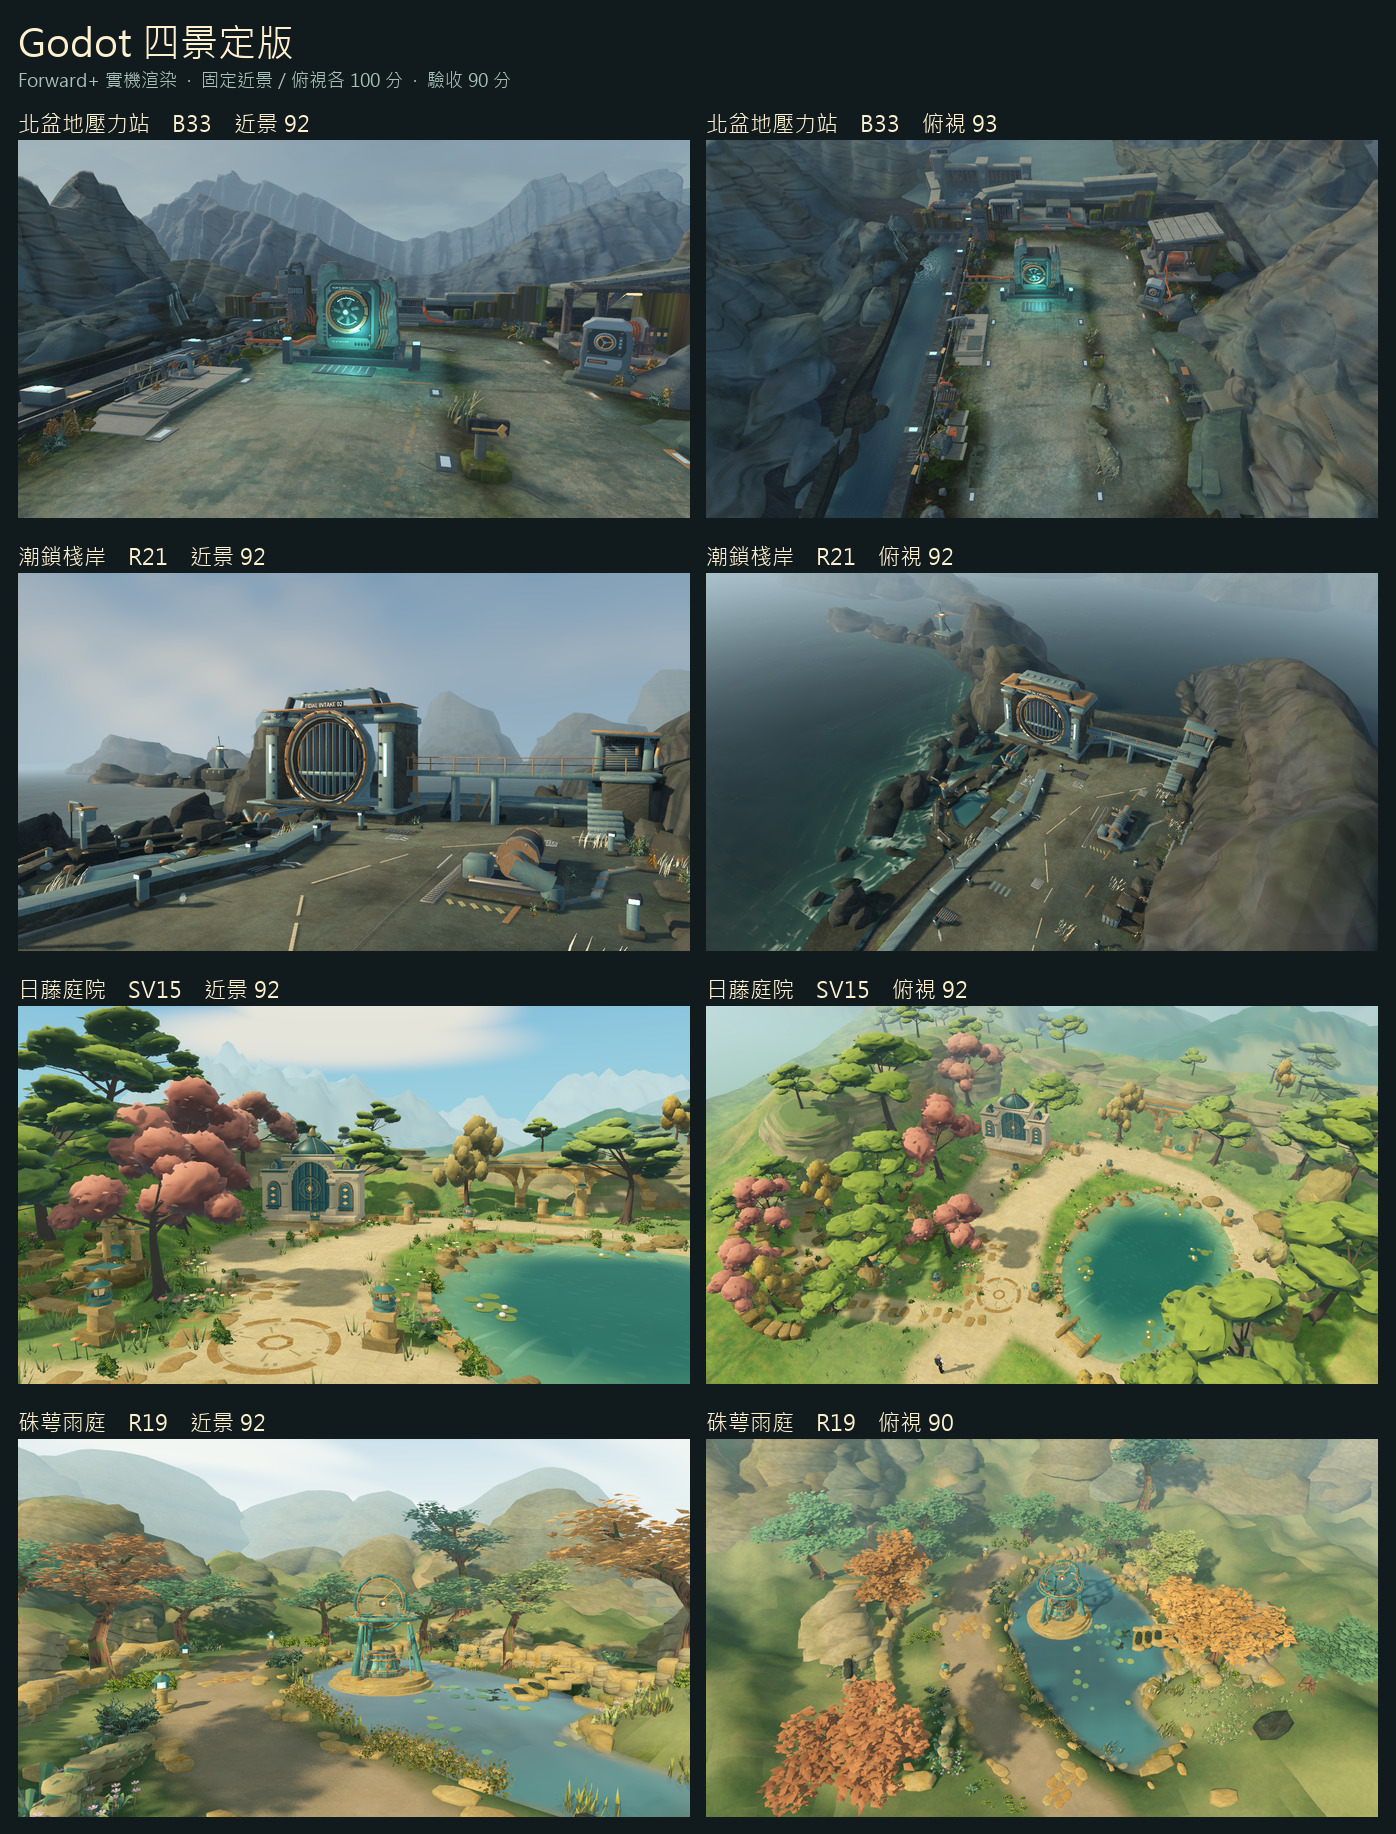 Godot 四景定版
Forward+ 實機渲染 · 固定近景 / 俯視各 100 分 · 驗收 90 分
北盆地壓力站 B33 近景 92
北盆地壓力站 B33 俯視 93
潮鎖棧岸 R21 近景 92
潮鎖棧岸 R21 俯視 92
TIDAL INTAKE 02
日藤庭院 SV15 近景 92
日藤庭院 SV15 俯視 92
硃萼雨庭 R19 近景 92
硃萼雨庭 R19 俯視 90